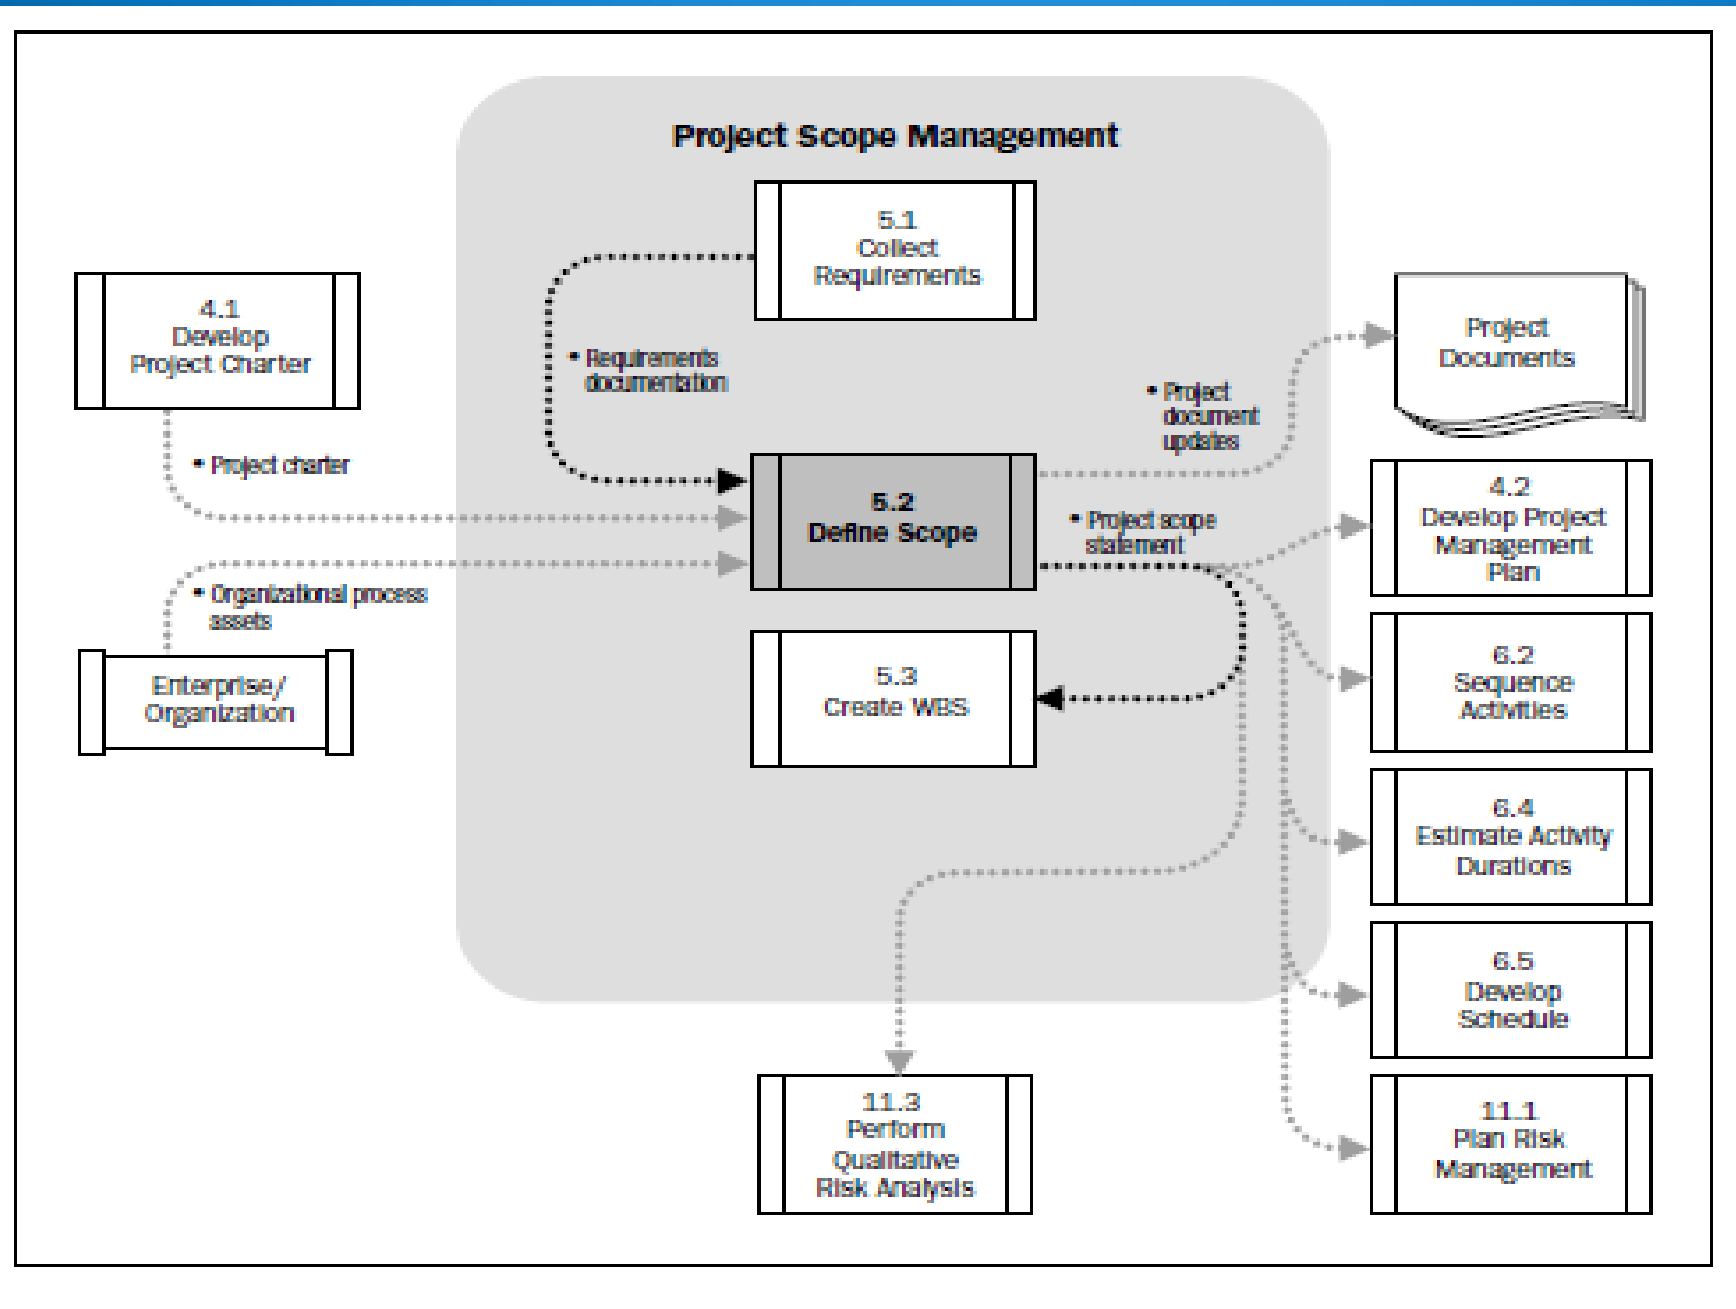 Project Scope Management
5.1
Collect
Requirements
4.1
Develop
Project Charter
• Requirements
documentation
Project
Documents
• Project
document
updates
• Project charter
5.2
Define Scope
• Project scope
statement
4.2
Develop Project
Management
Plan
• Organizational process
assets
Enterprise/
Organization
5.3
Create WBS
6.2
Sequence
Activities
6.4
Estimate Activity
Durations
6.5
Develop
Schedule
11.3
Perform
Qualitative
Risk Analysis
11.1
Plan Risk
Management